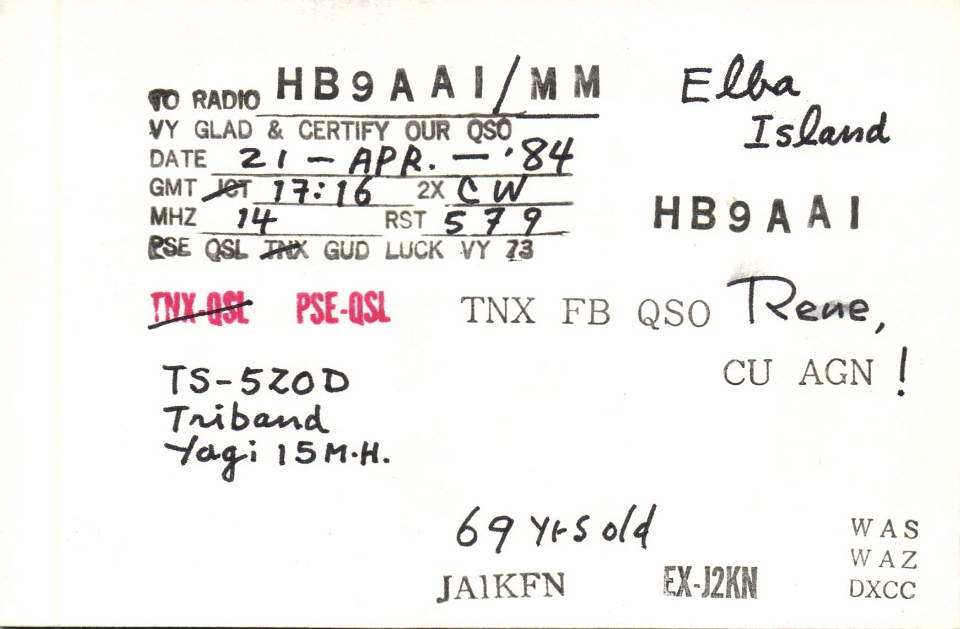 TO RADIO HB9AAI/MM
VY GLAD & CERTIFY OUR QSO
DATE 21 - APR. - '84
GMT JCT 17:16 2X CW
MHZ 14 RST 579
PSE QSL TNX GUD LUCK VY 73
Elba
Island
HB9AAI
TNX-QSL PSE-QSL
TNX FB QSO Rene,
CU AGN !
TS-520D
Triband
Yagi 15M.H.
69 Yrs old
JA1KFN EX-J2KN
WAS
WAZ
DXCC